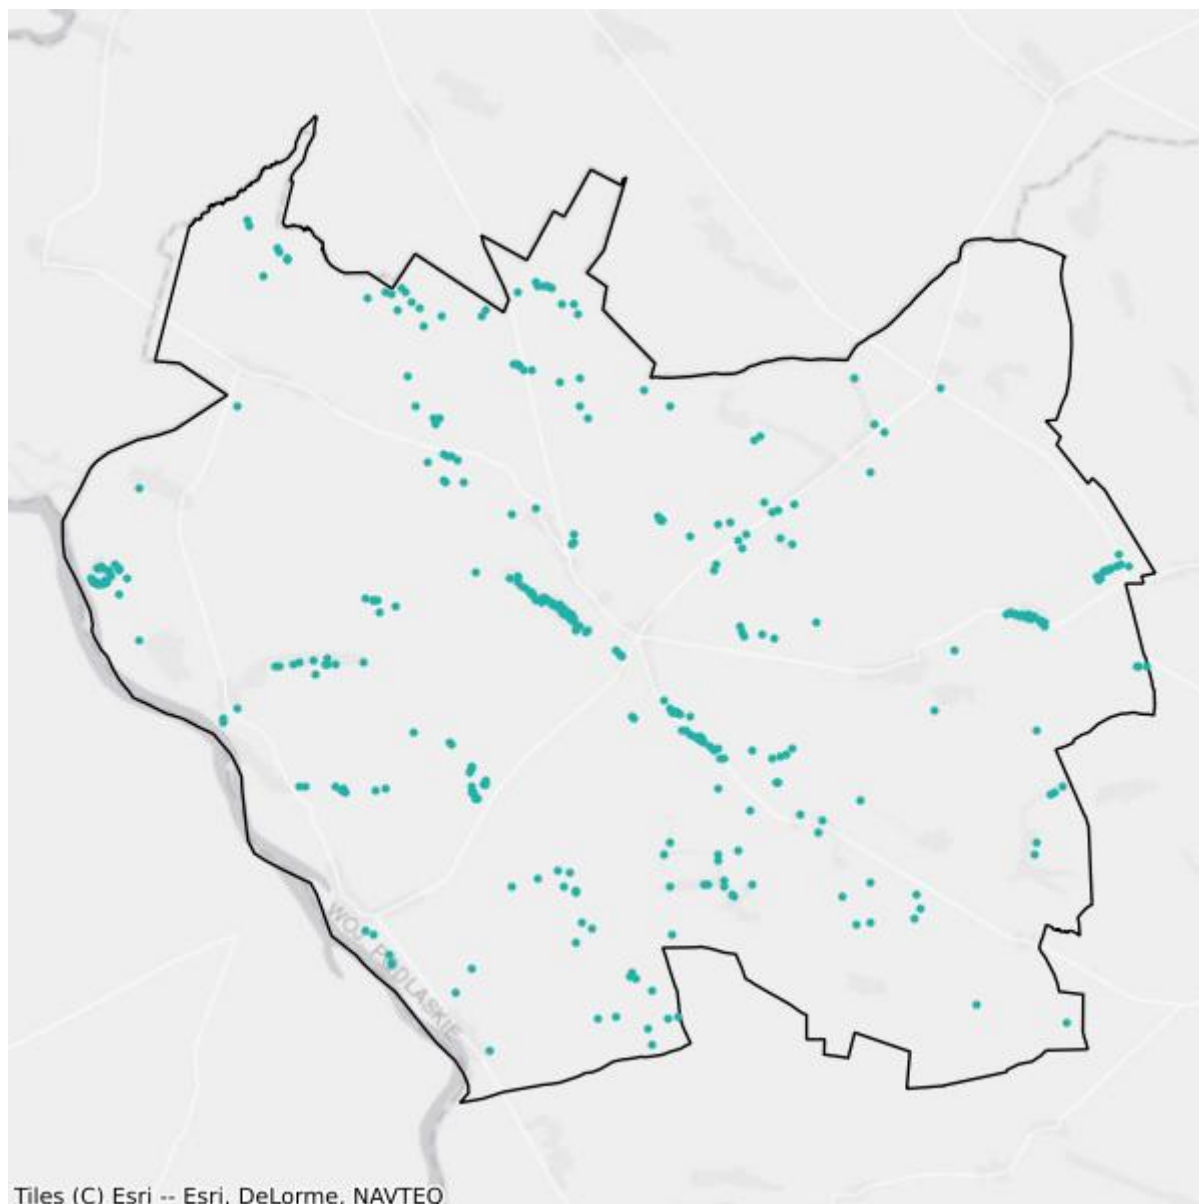 WOJ. PODLASKIE
Tiles (C) Esri -- Esri, DeLorme, NAVTEQ